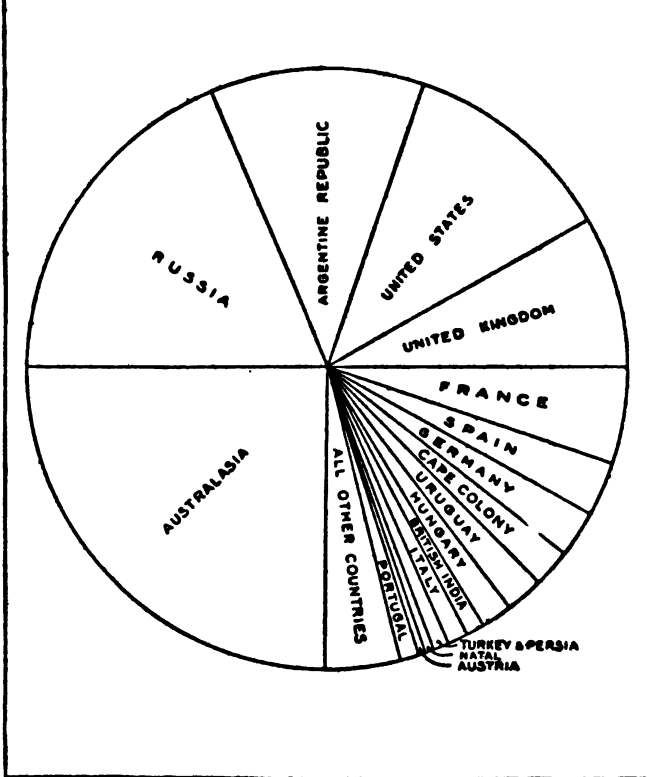 ARGENTINE REPUBLIC
UNITED STATES
RUSSIA
UNITED KINGDOM
FRANCE
SPAIN
GERMANY
CAPE COLONY
URUGUAY
HUNGARY
BRITISH INDIA
ITALY
AUSTRALASIA
ALL OTHER COUNTRIES
PORTUGAL
TURKEY & PERSIA
NATAL
AUSTRIA